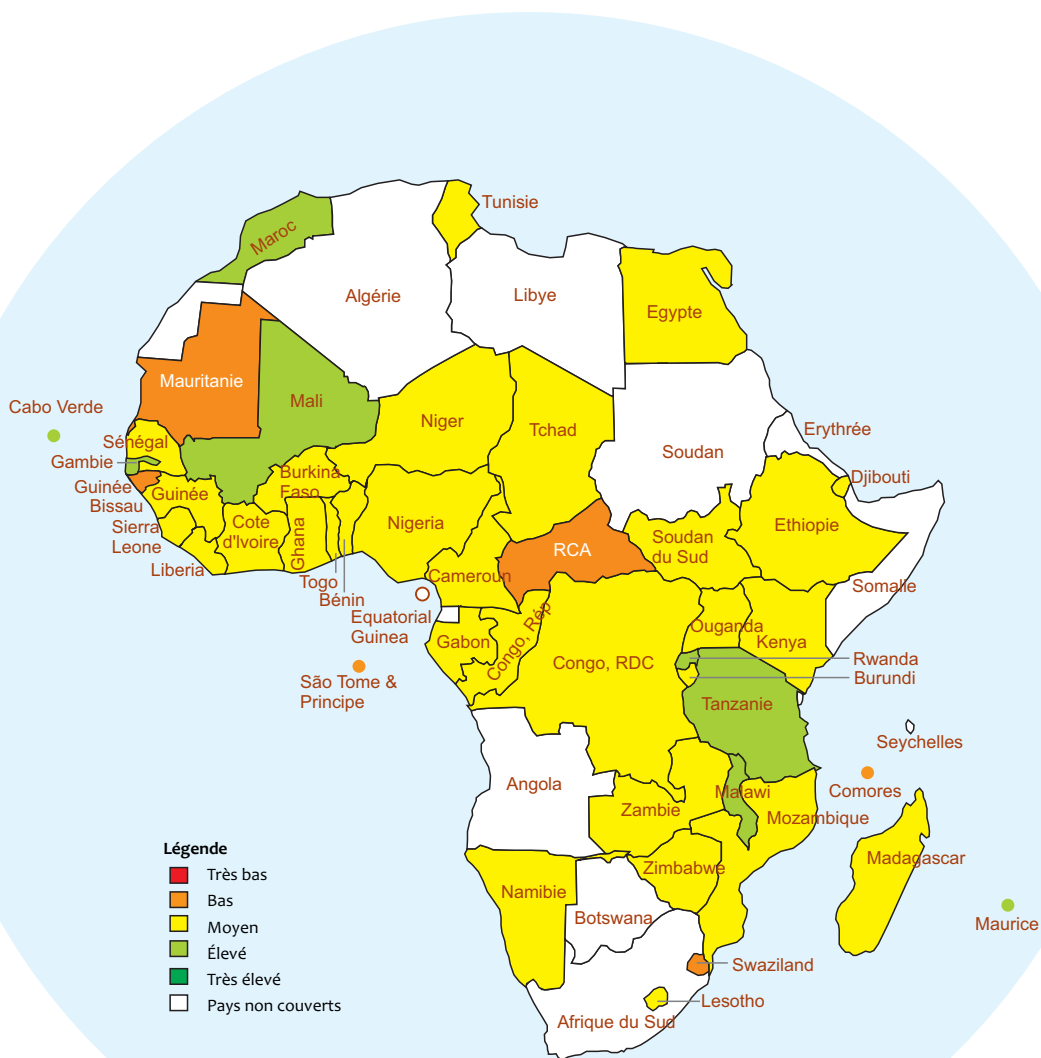 Tunisie
Maroc
Algérie
Libye
Egypte
Mauritanie
Mali
Cabo Verde
Niger
Tchad
Erythrée
Sénégal
Soudan
Gambie
Djibouti
Burkina
Faso
Guinée
Bissau
Guinée
Nigeria
Ethiopie
Cote
d'Ivoire
Ghana
Sierra
Leone
Soudan
du Sud
RCA
Liberia
Togo
Bénin
Cameroun
Somalle
Equatorial
Guinea
Ouganda
Kenya
Gabon
Congo, Rép
Congo, RDC
Rwanda
Burundi
São Tome &
Principe
Tanzanie
Seychelles
Angola
Malawi
Comores
Zambie
Mozambique
Légende
Très bas
Bas
Moyen
Élevé
Très élevé
Pays non couverts
Zimbabwe
Madagascar
Namibie
Botswana
Maurice
Swaziland
Lesotho
Afrique du Sud